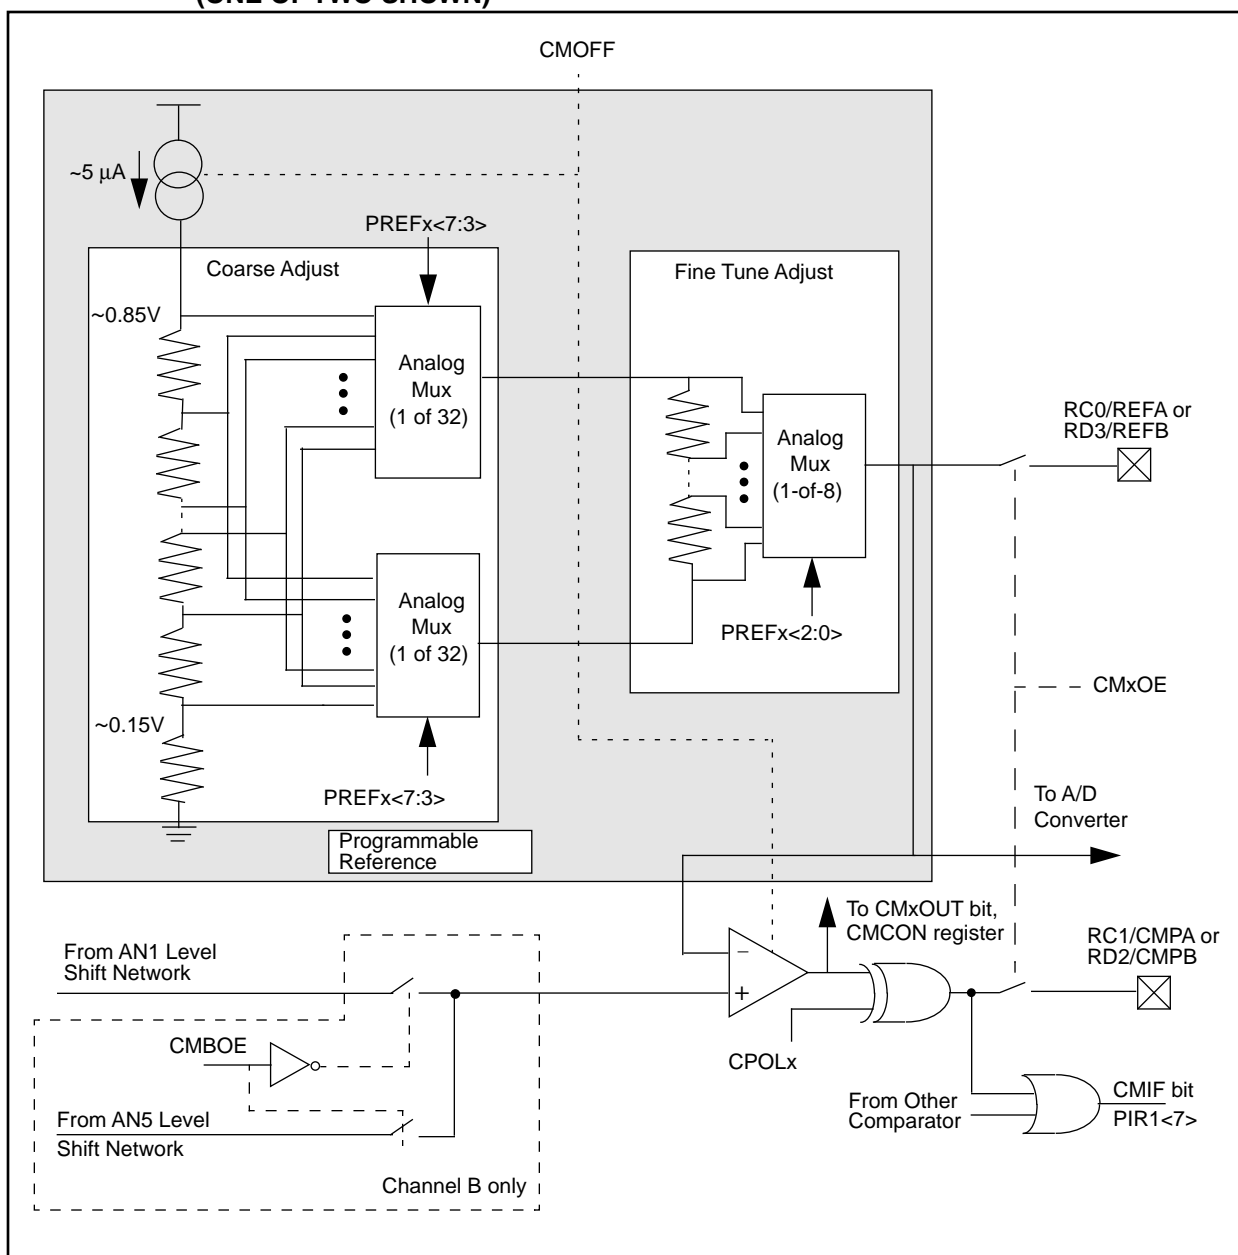 (ONE OF TWO SHOWN)
CMOFF
~5 μA
PREFx<7:3>
Coarse Adjust
Fine Tune Adjust
~0.85V
Analog
Mux
(1 of 32)
Analog
Mux
(1-of-8)
RC0/REFA or
RD3/REFB
Analog
Mux
(1 of 32)
PREFx<2:0>
CMxOE
~0.15V
PREFx<7:3>
To A/D
Converter
Programmable
Reference
To CMxOUT bit,
CMCON register
RC1/CMPA or
RD2/CMPB
From AN1 Level
Shift Network
−
+
CMBOE
CPOLx
From Other
Comparator
CMIF bit
PIR1<7>
From AN5 Level
Shift Network
Channel B only